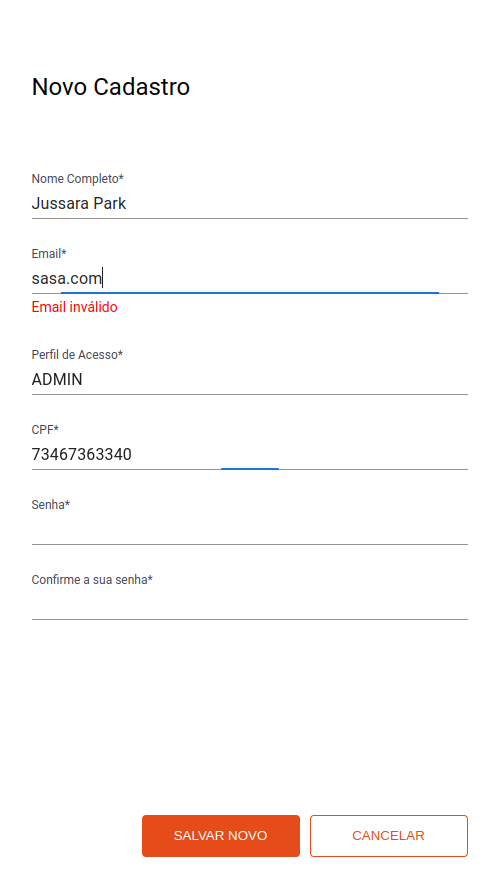 Novo Cadastro
Nome Completo*
Jussara Park
Email*
sasa.com
Email inválido
Perfil de Acesso*
ADMIN
CPF*
73467363340
Senha*
Confirme a sua senha*
SALVAR NOVO
CANCELAR